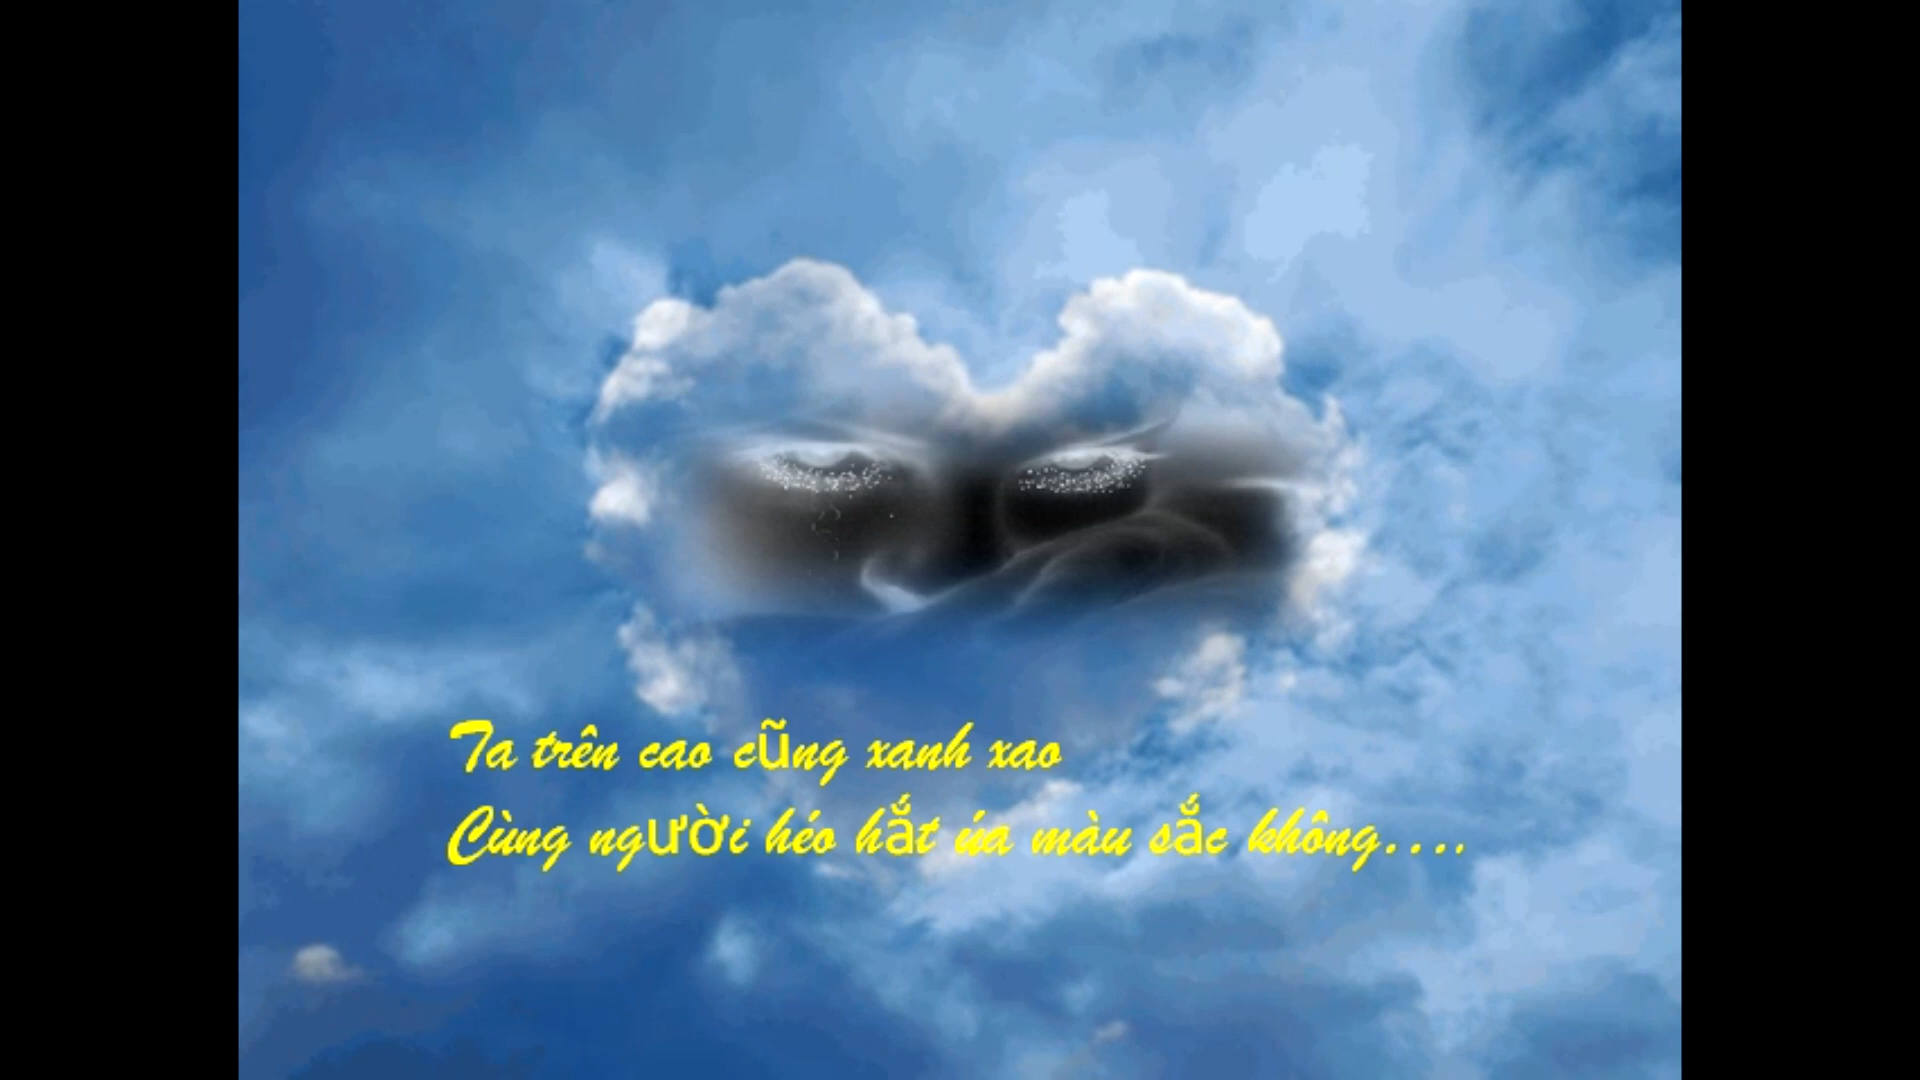 Ta trên cao cũng xanh xao
Cùng người héo hắt úa màu sắc không....